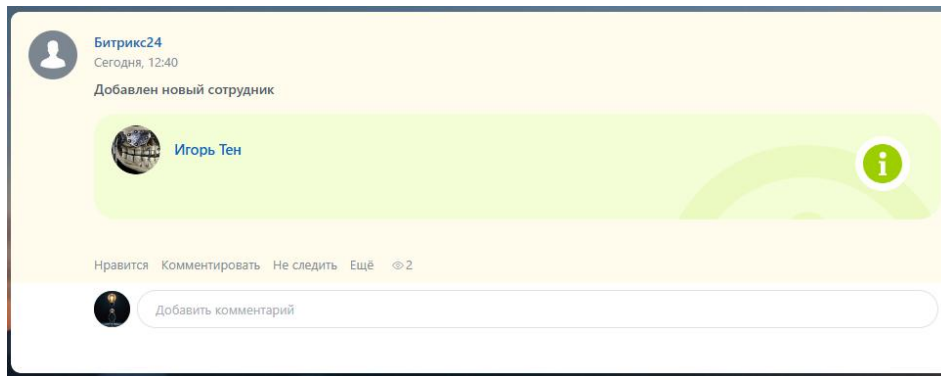 Битрикс24
Сегодня, 12:40
Добавлен новый сотрудник
Игорь Тен
i
Нравится Комментировать Не следить Ещё 2
Добавить комментарий